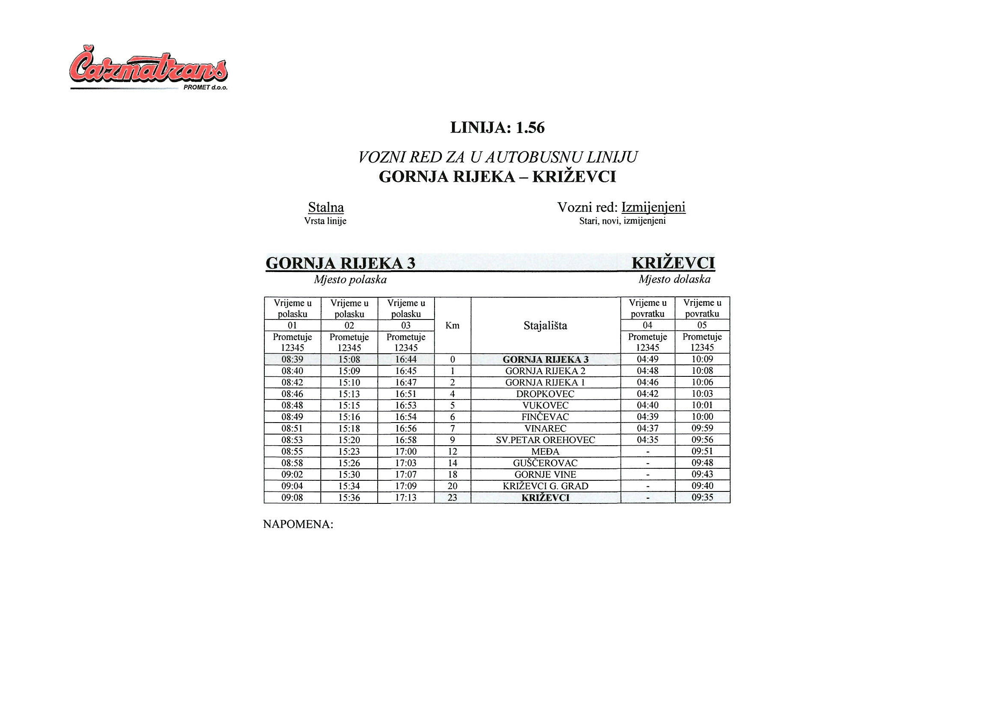 Čazmatrans
PROMET d.o.o.
LINIJA: 1.56
VOZNI RED ZA U AUTOBUSNU LINIJU
GORNJA RIJEKA – KRIŽEVCI
Stalna Vozni red: Izmijenjeni
Vrsta linije Stari, novi, izmijenjeni
GORNJA RIJEKA 3 KRIŽEVCI
Mjesto polaska Mjesto dolaska
Vrijeme u Vrijeme u Vrijeme u Vrijeme u Vrijeme u
polasku polasku polasku povratku povratku
01 02 03 Km Stajališta 04 05
Prometuje Prometuje Prometuje Prometuje Prometuje
12345 12345 12345 12345 12345
08:39 15:08 16:44 0 GORNJA RIJEKA 3 04:49 10:09
08:40 15:09 16:45 1 GORNJA RIJEKA 2 04:48 10:08
08:42 15:10 16:47 2 GORNJA RIJEKA 1 04:46 10:06
08:46 15:13 16:51 4 DROPKOVEC 04:42 10:03
08:48 15:15 16:53 5 VUKOVEC 04:40 10:01
08:49 15:16 16:54 6 FINČEVAC 04:39 10:00
08:51 15:18 16:56 7 VINAREC 04:37 09:59
08:53 15:20 16:58 9 SV.PETAR OREHOVEC 04:35 09:56
08:55 15:23 17:00 12 MEĐA - 09:51
08:58 15:26 17:03 14 GUŠČEROVAC - 09:48
09:02 15:30 17:07 18 GORNJE VINE - 09:43
09:04 15:34 17:09 20 KRIŽEVCI G. GRAD - 09:40
09:08 15:36 17:13 23 KRIŽEVCI - 09:35
NAPOMENA: